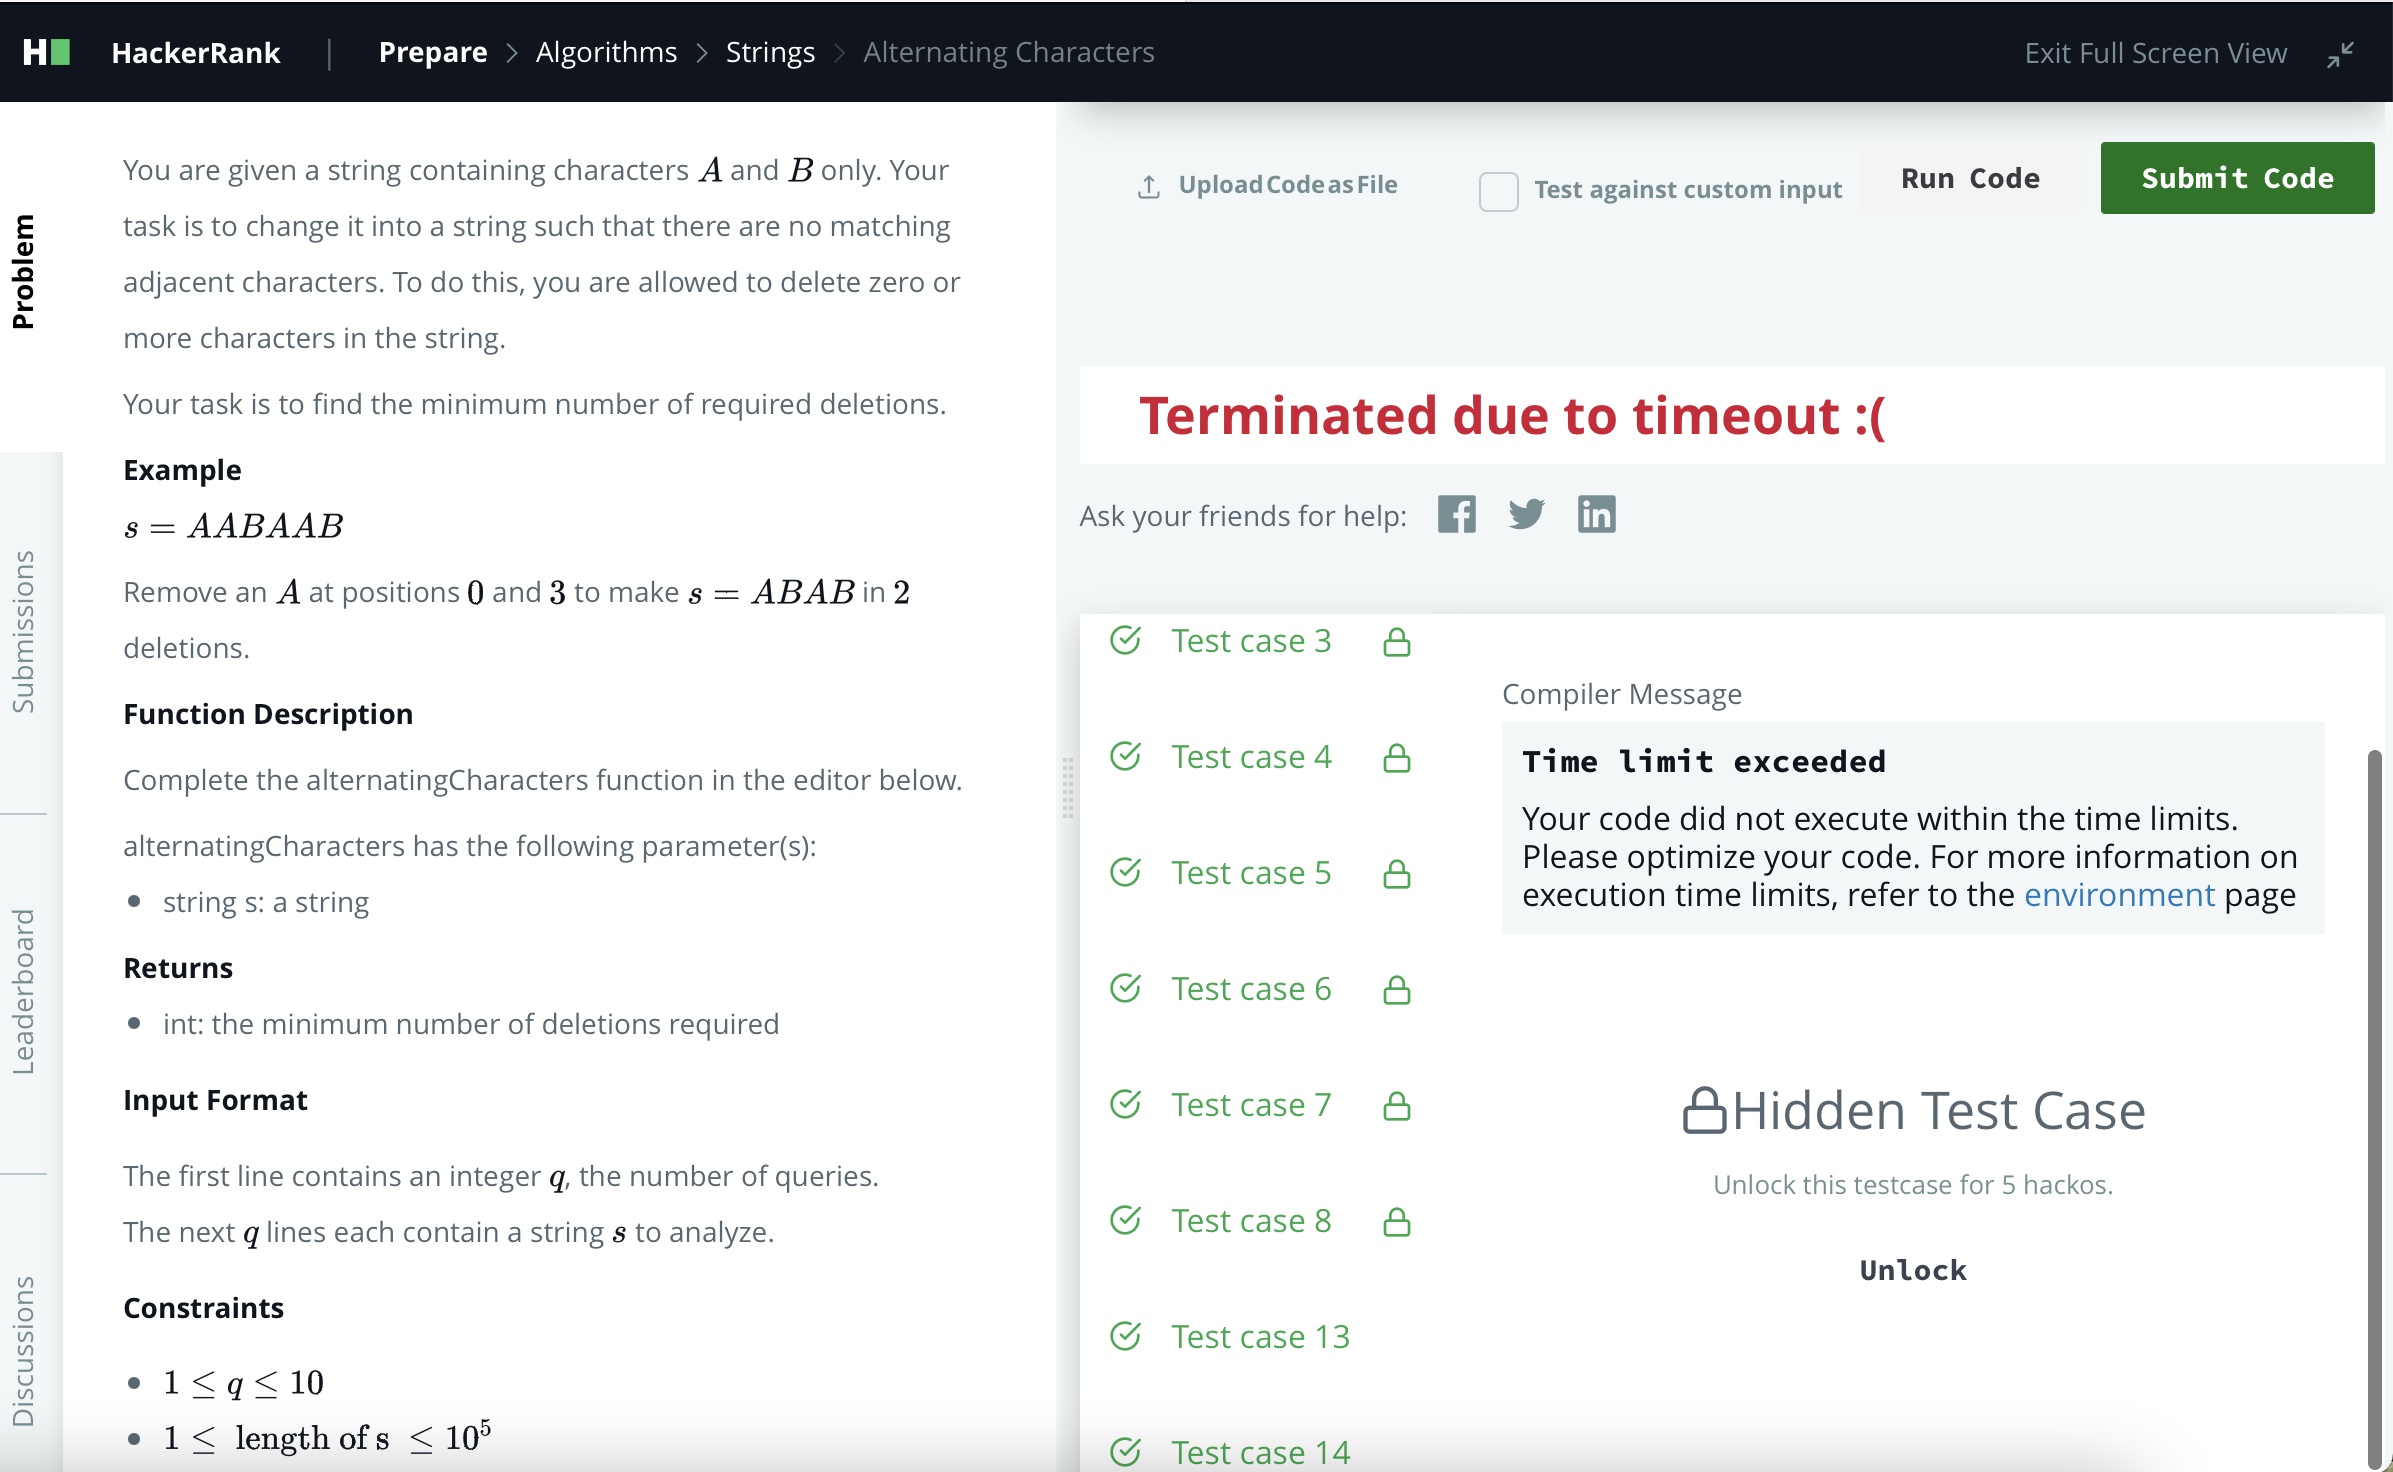 HackerRank | Prepare > Algorithms > Strings > Alternating Characters
Exit Full Screen View
Problem
Submissions
Leaderboard
Discussions
You are given a string containing characters A and B only. Your
task is to change it into a string such that there are no matching
adjacent characters. To do this, you are allowed to delete zero or
more characters in the string.
Your task is to find the minimum number of required deletions.
Example
s = AABAAB
Remove an A at positions 0 and 3 to make s = ABAB in 2
deletions.
Function Description
Complete the alternatingCharacters function in the editor below.
alternatingCharacters has the following parameter(s):
• string s: a string
Returns
• int: the minimum number of deletions required
Input Format
The first line contains an integer q, the number of queries.
The next q lines each contain a string s to analyze.
Constraints
• 1 ≤ q ≤ 10
• 1 ≤ length of s ≤ 10⁵
Upload Code as File
Test against custom input
Run Code
Submit Code
Terminated due to timeout :(
Ask your friends for help:
Test case 3
Test case 4
Test case 5
Test case 6
Test case 7
Test case 8
Test case 13
Test case 14
Compiler Message
Time limit exceeded
Your code did not execute within the time limits.
Please optimize your code. For more information on
execution time limits, refer to the environment page
Hidden Test Case
Unlock this testcase for 5 hackos.
Unlock